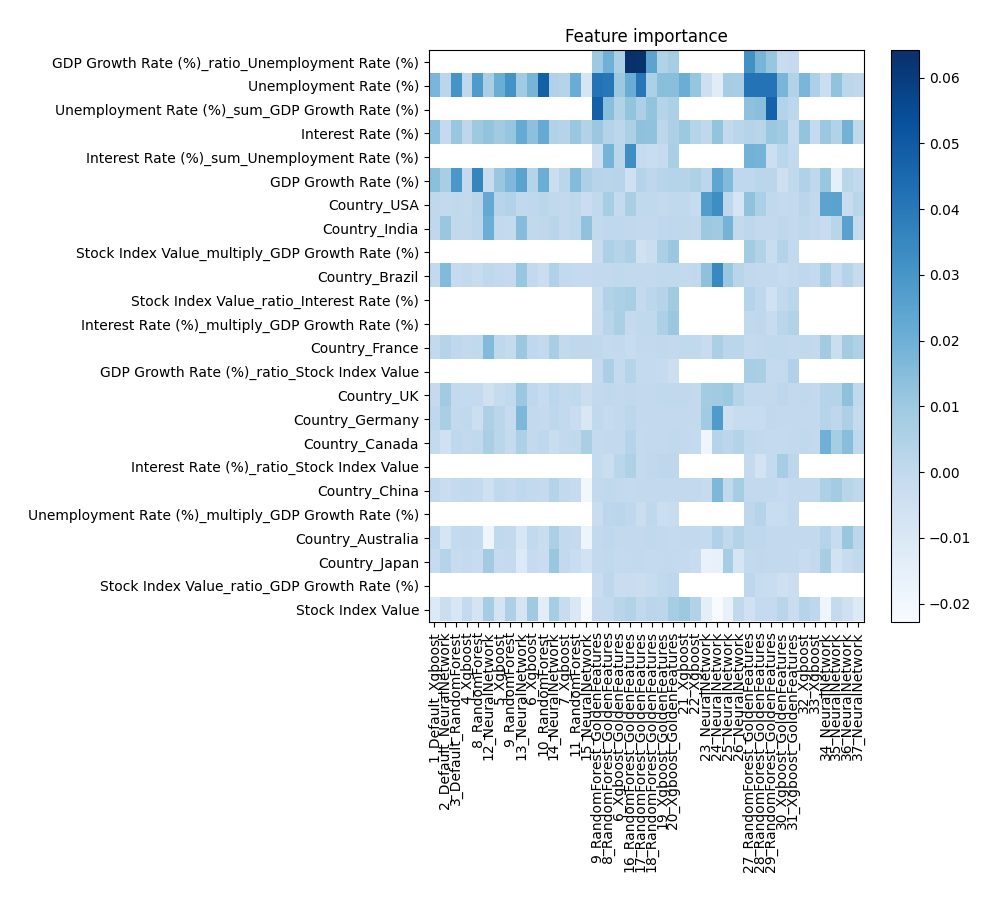 Feature importance
GDP Growth Rate (%)_ratio_Unemployment Rate (%)
Unemployment Rate (%)
Unemployment Rate (%)_sum_GDP Growth Rate (%)
Interest Rate (%)
Interest Rate (%)_sum_Unemployment Rate (%)
GDP Growth Rate (%)
Country_USA
Country_India
Stock Index Value_multiply_GDP Growth Rate (%)
Country_Brazil
Stock Index Value_ratio_Interest Rate (%)
Interest Rate (%)_multiply_GDP Growth Rate (%)
Country_France
GDP Growth Rate (%)_ratio_Stock Index Value
Country_UK
Country_Germany
Country_Canada
Interest Rate (%)_ratio_Stock Index Value
Country_China
Unemployment Rate (%)_multiply_GDP Growth Rate (%)
Country_Australia
Country_Japan
Stock Index Value_ratio_GDP Growth Rate (%)
Stock Index Value
1_Default_Xgboost
2_Default_NeuralNetwork
3_Default_RandomForest
4_Xgboost
8_RandomForest
12_NeuralNetwork
5_Xgboost
9_RandomForest
13_NeuralNetwork
6_Xgboost
10_RandomForest
14_NeuralNetwork
7_Xgboost
11_RandomForest
15_NeuralNetwork
9_RandomForest_GoldenFeatures
8_RandomForest_GoldenFeatures
6_Xgboost_GoldenFeatures
16_RandomForest_GoldenFeatures
17_RandomForest_GoldenFeatures
18_RandomForest_GoldenFeatures
19_Xgboost_GoldenFeatures
20_Xgboost_GoldenFeatures
21_Xgboost
22_Xgboost
23_NeuralNetwork
24_NeuralNetwork
25_NeuralNetwork
26_NeuralNetwork
27_RandomForest_GoldenFeatures
28_RandomForest_GoldenFeatures
29_RandomForest_GoldenFeatures
30_Xgboost_GoldenFeatures
31_Xgboost_GoldenFeatures
32_Xgboost
33_Xgboost
34_NeuralNetwork
35_NeuralNetwork
36_NeuralNetwork
37_NeuralNetwork
0.06
0.05
0.04
0.03
0.02
0.01
0.00
−0.01
−0.02